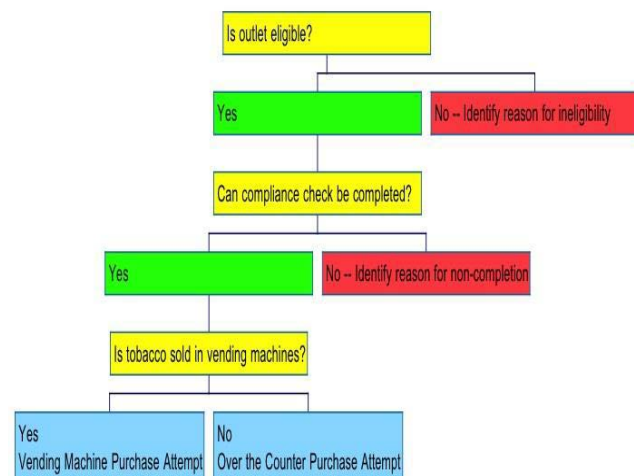 Is outlet eligible?
Yes
No -- Identify reason for ineligibility
Can compliance check be completed?
Yes
No -- Identify reason for non-completion
Is tobacco sold in vending machines?
Yes
Vending Machine Purchase Attempt
No
Over the Counter Purchase Attempt